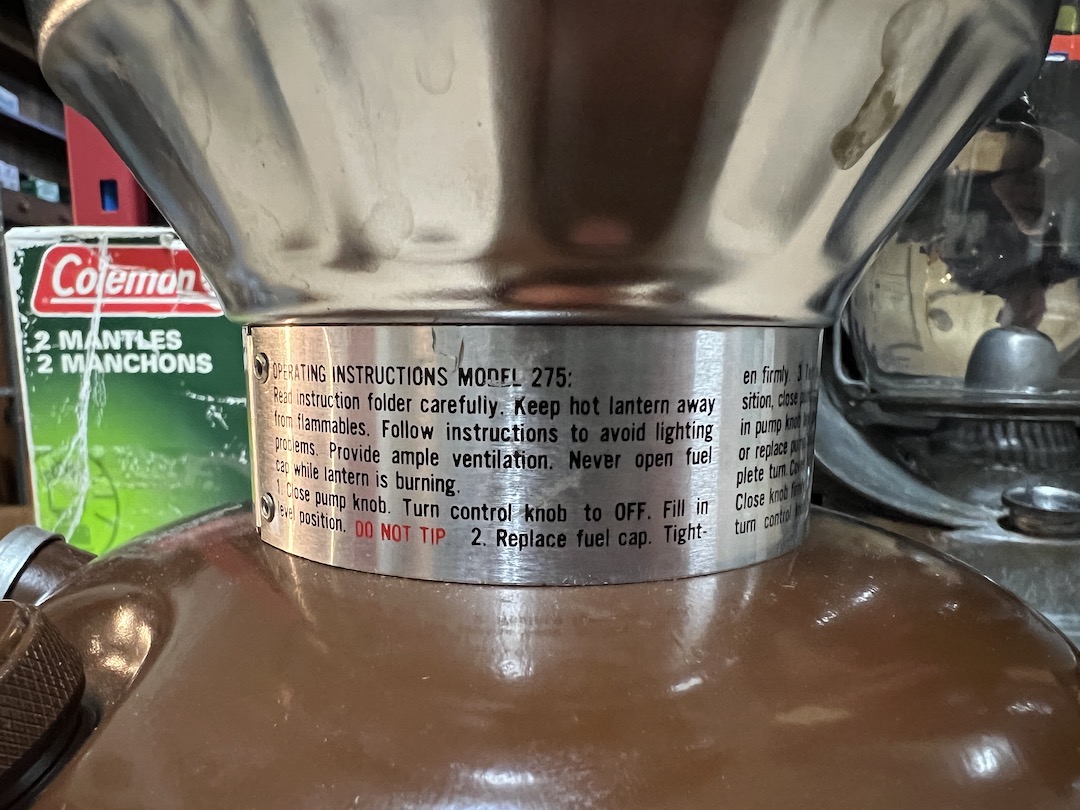 Coleman
2 MANTLES
2 MANCHONS
OPERATING INSTRUCTIONS MODEL 275:
Read instruction folder carefully. Keep hot lantern away
from flammables. Follow instructions to avoid lighting
problems. Provide ample ventilation. Never open fuel
cap while lantern is burning.
1. Close pump knob. Turn control knob to OFF. Fill in
level position. DO NOT TIP 2. Replace fuel cap. Tight-
en firmly. 3
sition, close
in pump knob
or replace
plete turn.
Close knob
turn control